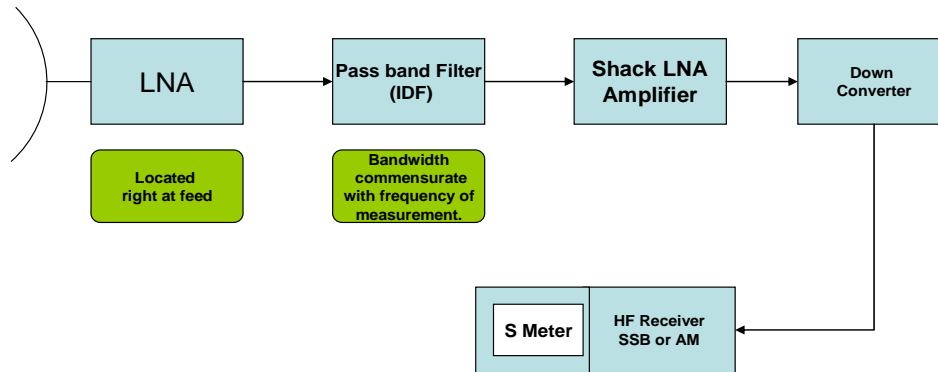 LNA
Pass band Filter
(IDF)
Shack LNA
Amplifier
Down
Converter
Located
right at feed
Bandwidth
commensurate
with frequency of
measurement.
S Meter
HF Receiver
SSB or AM